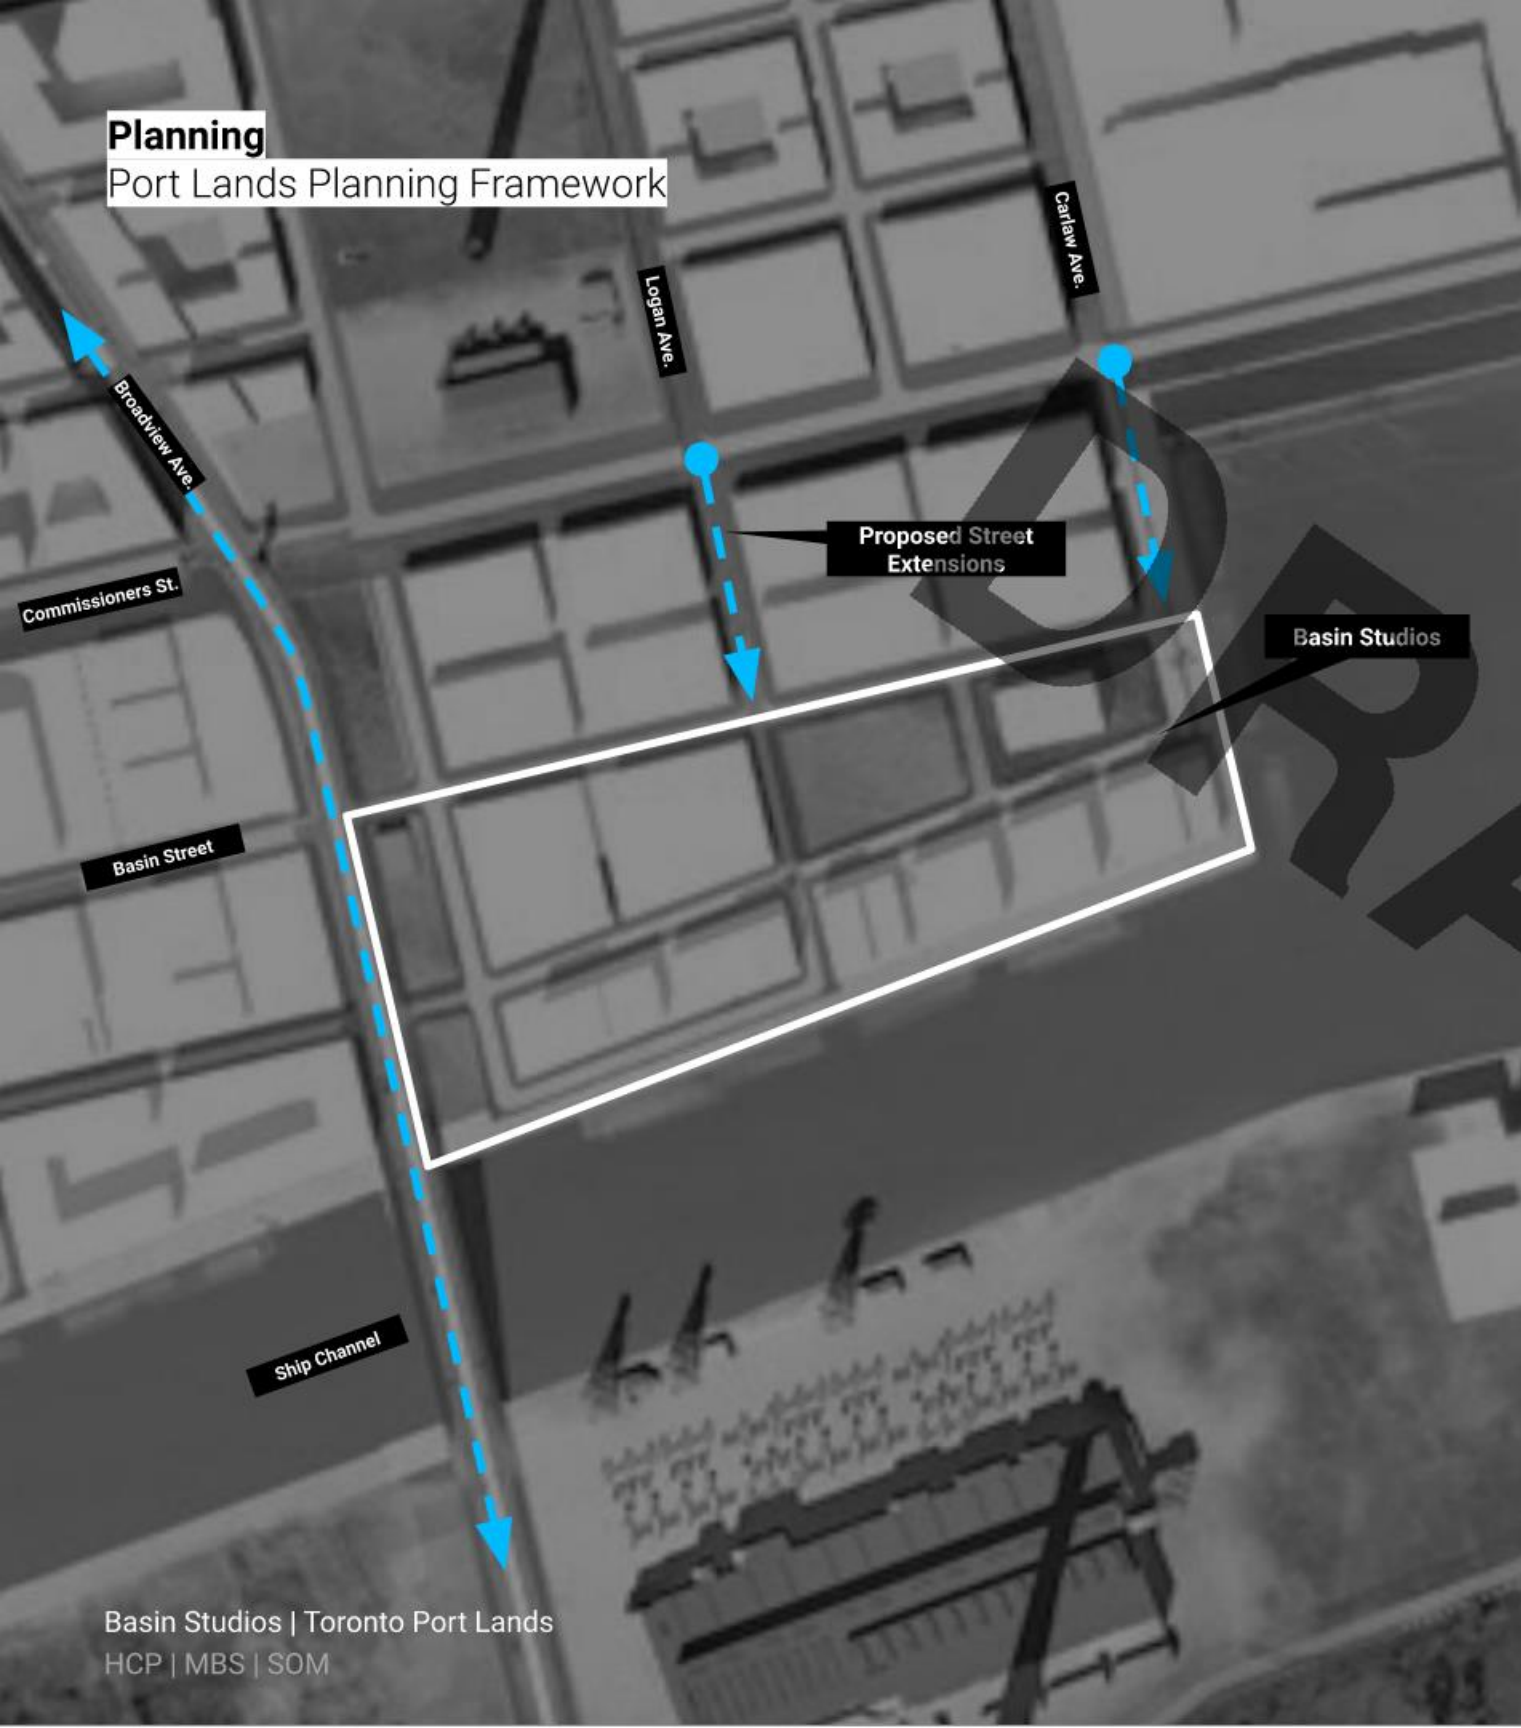 Planning
Port Lands Planning Framework
Carlaw Ave.
Logan Ave.
Broadview Ave.
Proposed Street
Extensions
Commissioners St.
Basin Studios
Basin Street
Ship Channel
Basin Studios | Toronto Port Lands
HCP | MBS | SOM